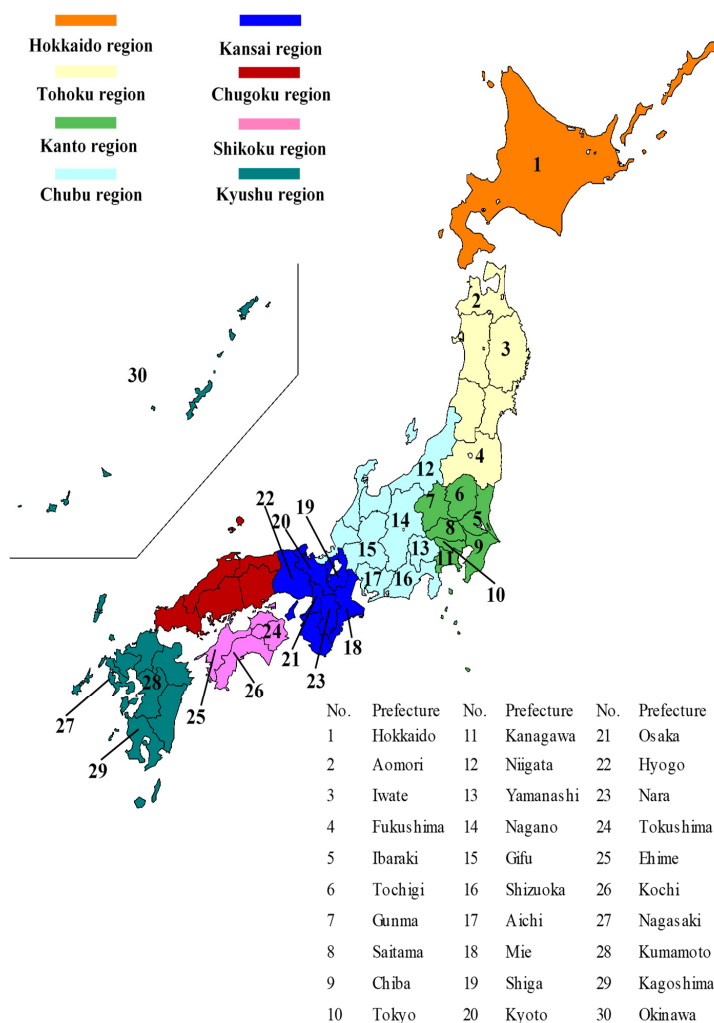 Hokkaido region
Kansai region
Tohoku region
Chugoku region
Kanto region
Shikoku region
Chubu region
Kyushu region
1
2
3
30
4
12
22
6
7
20
19
5
14
8
15
13
9
11
17
16
10
24
18
21
28
26
23
25
27
29
No. Prefecture No. Prefecture No. Prefecture
1 Hokkaido 11 Kanagawa 21 Osaka
2 Aomori 12 Niigata 22 Hyogo
3 Iwate 13 Yamanashi 23 Nara
4 Fukushima 14 Nagano 24 Tokushima
5 Ibaraki 15 Gifu 25 Ehime
6 Tochigi 16 Shizuoka 26 Kochi
7 Gunma 17 Aichi 27 Nagasaki
8 Saitama 18 Mie 28 Kumamoto
9 Chiba 19 Shiga 29 Kagoshima
10 Tokyo 20 Kyoto 30 Okinawa